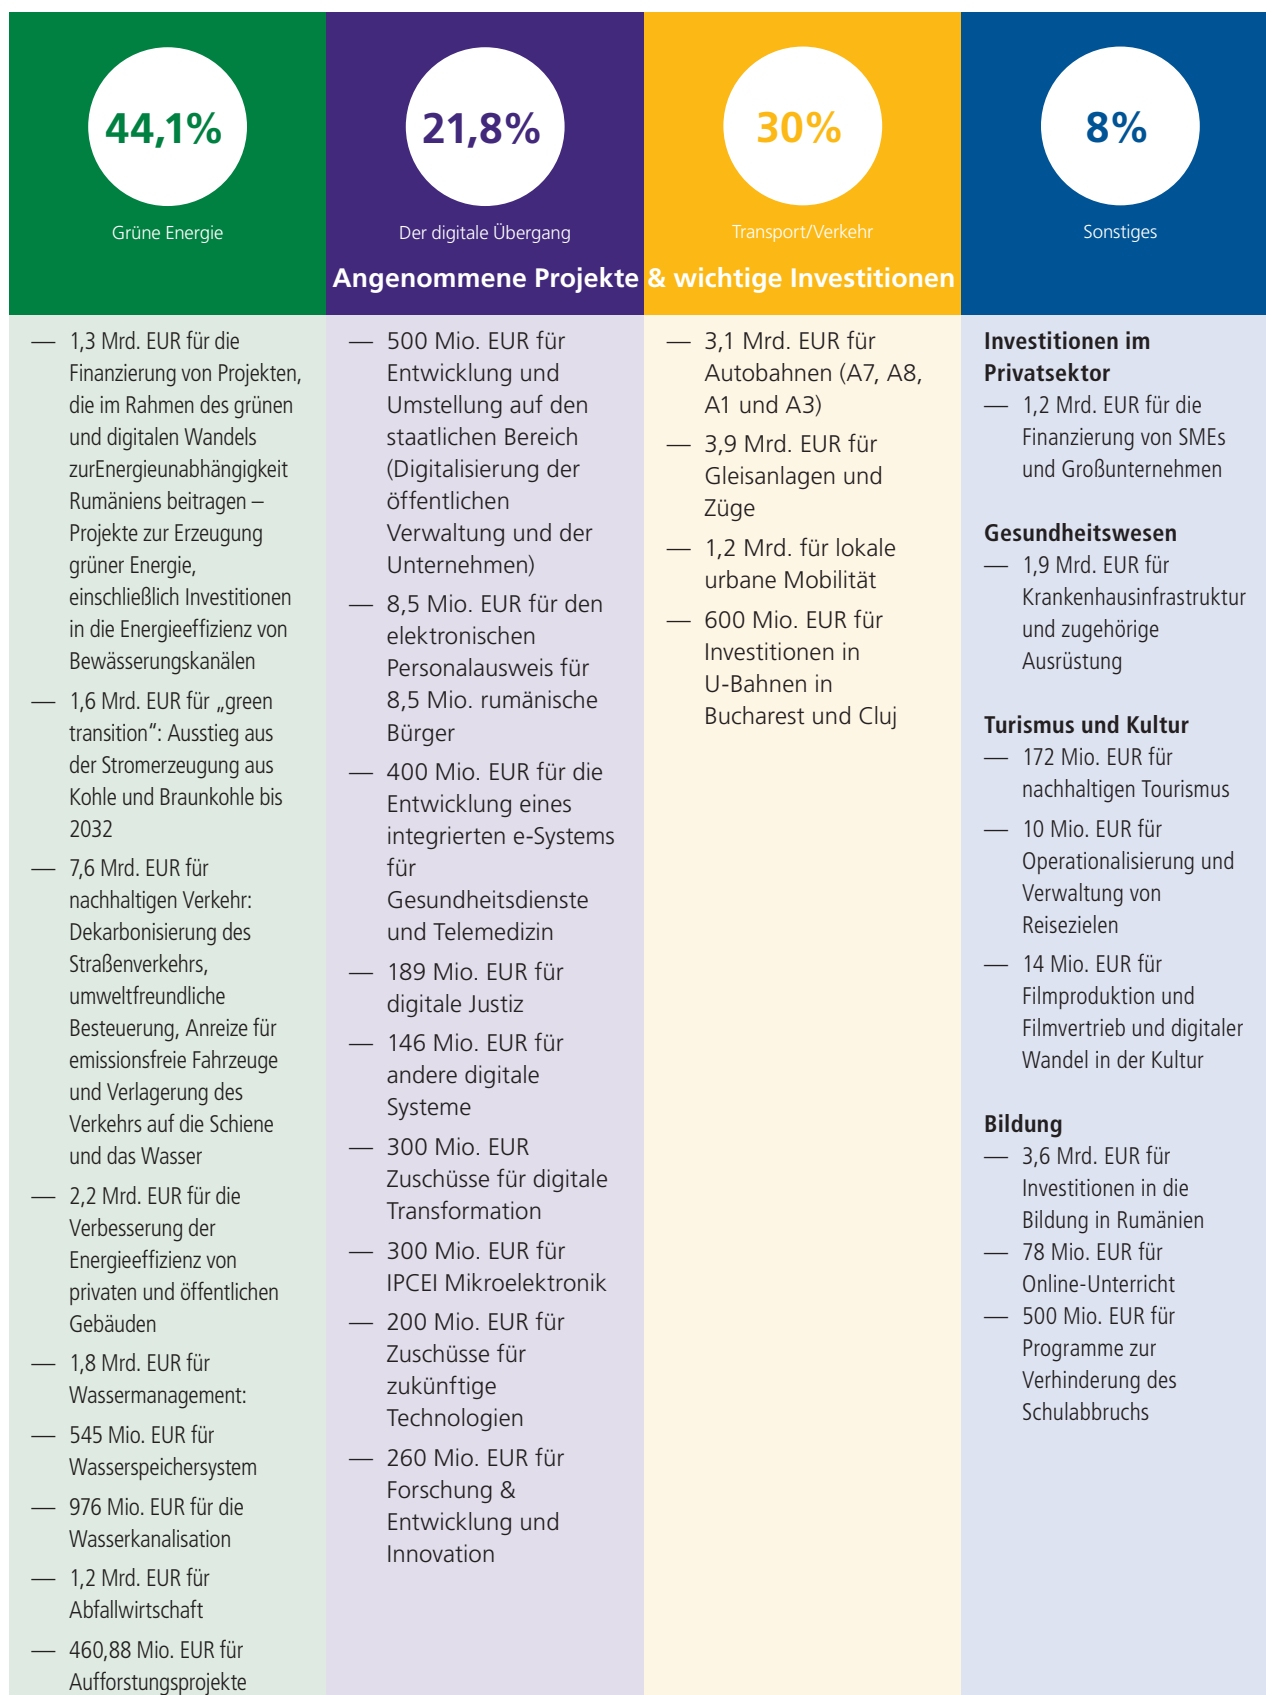 44,1%
Grüne Energie
21,8%
Der digitale Übergang
30%
Transport/Verkehr
8%
Sonstiges
Angenommene Projekte & wichtige Investitionen
— 1,3 Mrd. EUR für die
Finanzierung von Projekten,
die im Rahmen des grünen
und digitalen Wandels
zurEnergieunabhängigkeit
Rumäniens beitragen –
Projekte zur Erzeugung
grüner Energie,
einschließlich Investitionen
in die Energieeffizienz von
Bewässerungskanälen
— 1,6 Mrd. EUR für „green
transition“: Ausstieg aus
der Stromerzeugung aus
Kohle und Braunkohle bis
2032
— 7,6 Mrd. EUR für
nachhaltigen Verkehr:
Dekarbonisierung des
Straßenverkehrs,
umweltfreundliche
Besteuerung, Anreize für
emissionsfreie Fahrzeuge
und Verlagerung des
Verkehrs auf die Schiene
und das Wasser
— 2,2 Mrd. EUR für die
Verbesserung der
Energieeffizienz von
privaten und öffentlichen
Gebäuden
— 1,8 Mrd. EUR für
Wassermanagement:
— 545 Mio. EUR für
Wasserspeichersystem
— 976 Mio. EUR für die
Wasserkanalisation
— 1,2 Mrd. EUR für
Abfallwirtschaft
— 460,88 Mio. EUR für
Aufforstungsprojekte
— 500 Mio. EUR für
Entwicklung und
Umstellung auf den
staatlichen Bereich
(Digitalisierung der
öffentlichen
Verwaltung und der
Unternehmen)
— 8,5 Mio. EUR für den
elektronischen
Personalausweis für
8,5 Mio. rumänische
Bürger
— 400 Mio. EUR für die
Entwicklung eines
integrierten e-Systems
für
Gesundheitsdienste
und Telemedizin
— 189 Mio. EUR für
digitale Justiz
— 146 Mio. EUR für
andere digitale
Systeme
— 300 Mio. EUR
Zuschüsse für digitale
Transformation
— 300 Mio. EUR für
IPCEI Mikroelektronik
— 200 Mio. EUR für
Zuschüsse für
zukünftige
Technologien
— 260 Mio. EUR für
Forschung &
Entwicklung und
Innovation
— 3,1 Mrd. EUR für
Autobahnen (A7, A8,
A1 und A3)
— 3,9 Mrd. EUR für
Gleisanlagen und
Züge
— 1,2 Mrd. für lokale
urbane Mobilität
— 600 Mio. EUR für
Investitionen in
U-Bahnen in
Bucharest und Cluj
Investitionen im
Privatsektor
— 1,2 Mrd. EUR für die
Finanzierung von SMEs
und Großunternehmen
Gesundheitswesen
— 1,9 Mrd. EUR für
Krankenhausinfrastruktur
und zugehörige
Ausrüstung
Turismus und Kultur
— 172 Mio. EUR für
nachhaltigen Tourismus
— 10 Mio. EUR für
Operationalisierung und
Verwaltung von
Reisezielen
— 14 Mio. EUR für
Filmproduktion und
Filmvertrieb und digitaler
Wandel in der Kultur
Bildung
— 3,6 Mrd. EUR für
Investitionen in die
Bildung in Rumänien
— 78 Mio. EUR für
Online-Unterricht
— 500 Mio. EUR für
Programme zur
Verhinderung des
Schulabbruchs